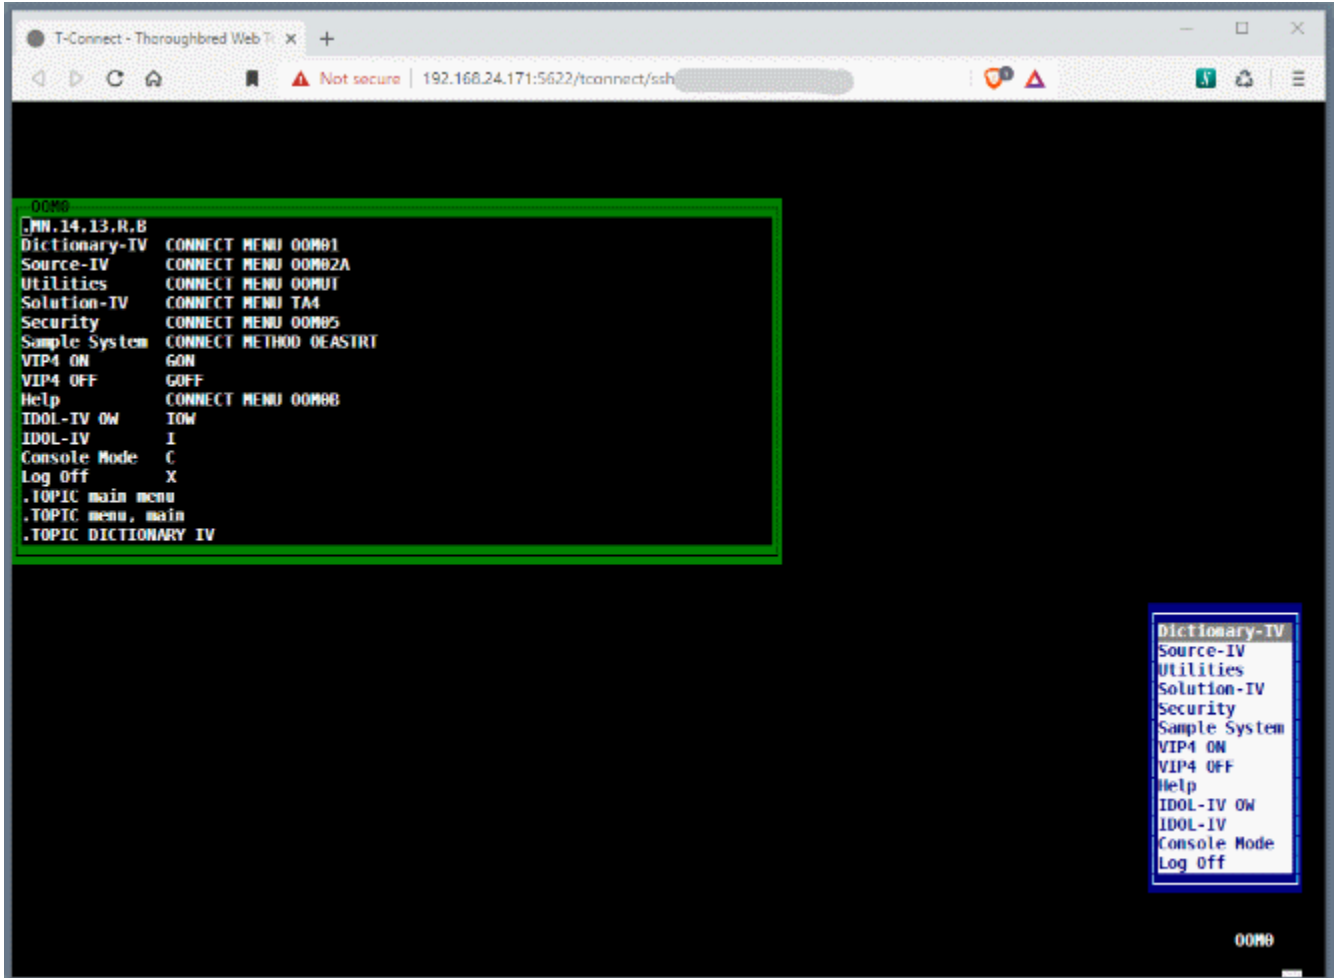 T-Connect - Thoroughbred Web T
Not secure | 192.168.24.171:5622/tconnect/ssh
OOM0
.MN.14.13.R.B
Dictionary-IV CONNECT MENU OOM01
Source-IV CONNECT MENU OOM02A
Utilities CONNECT MENU OOMUT
Solution-IV CONNECT MENU TA4
Security CONNECT MENU OOM05
Sample System CONNECT METHOD OEASTRT
VIP4 ON GON
VIP4 OFF GOFF
Help CONNECT MENU OOM0B
IDOL-IV OW IOW
IDOL-IV I
Console Mode C
Log Off X
.TOPIC main menu
.TOPIC menu, main
.TOPIC DICTIONARY IV
Dictionary-IV
Source-IV
Utilities
Solution-IV
Security
Sample System
VIP4 ON
VIP4 OFF
Help
IDOL-IV OW
IDOL-IV
Console Mode
Log Off
OOM0